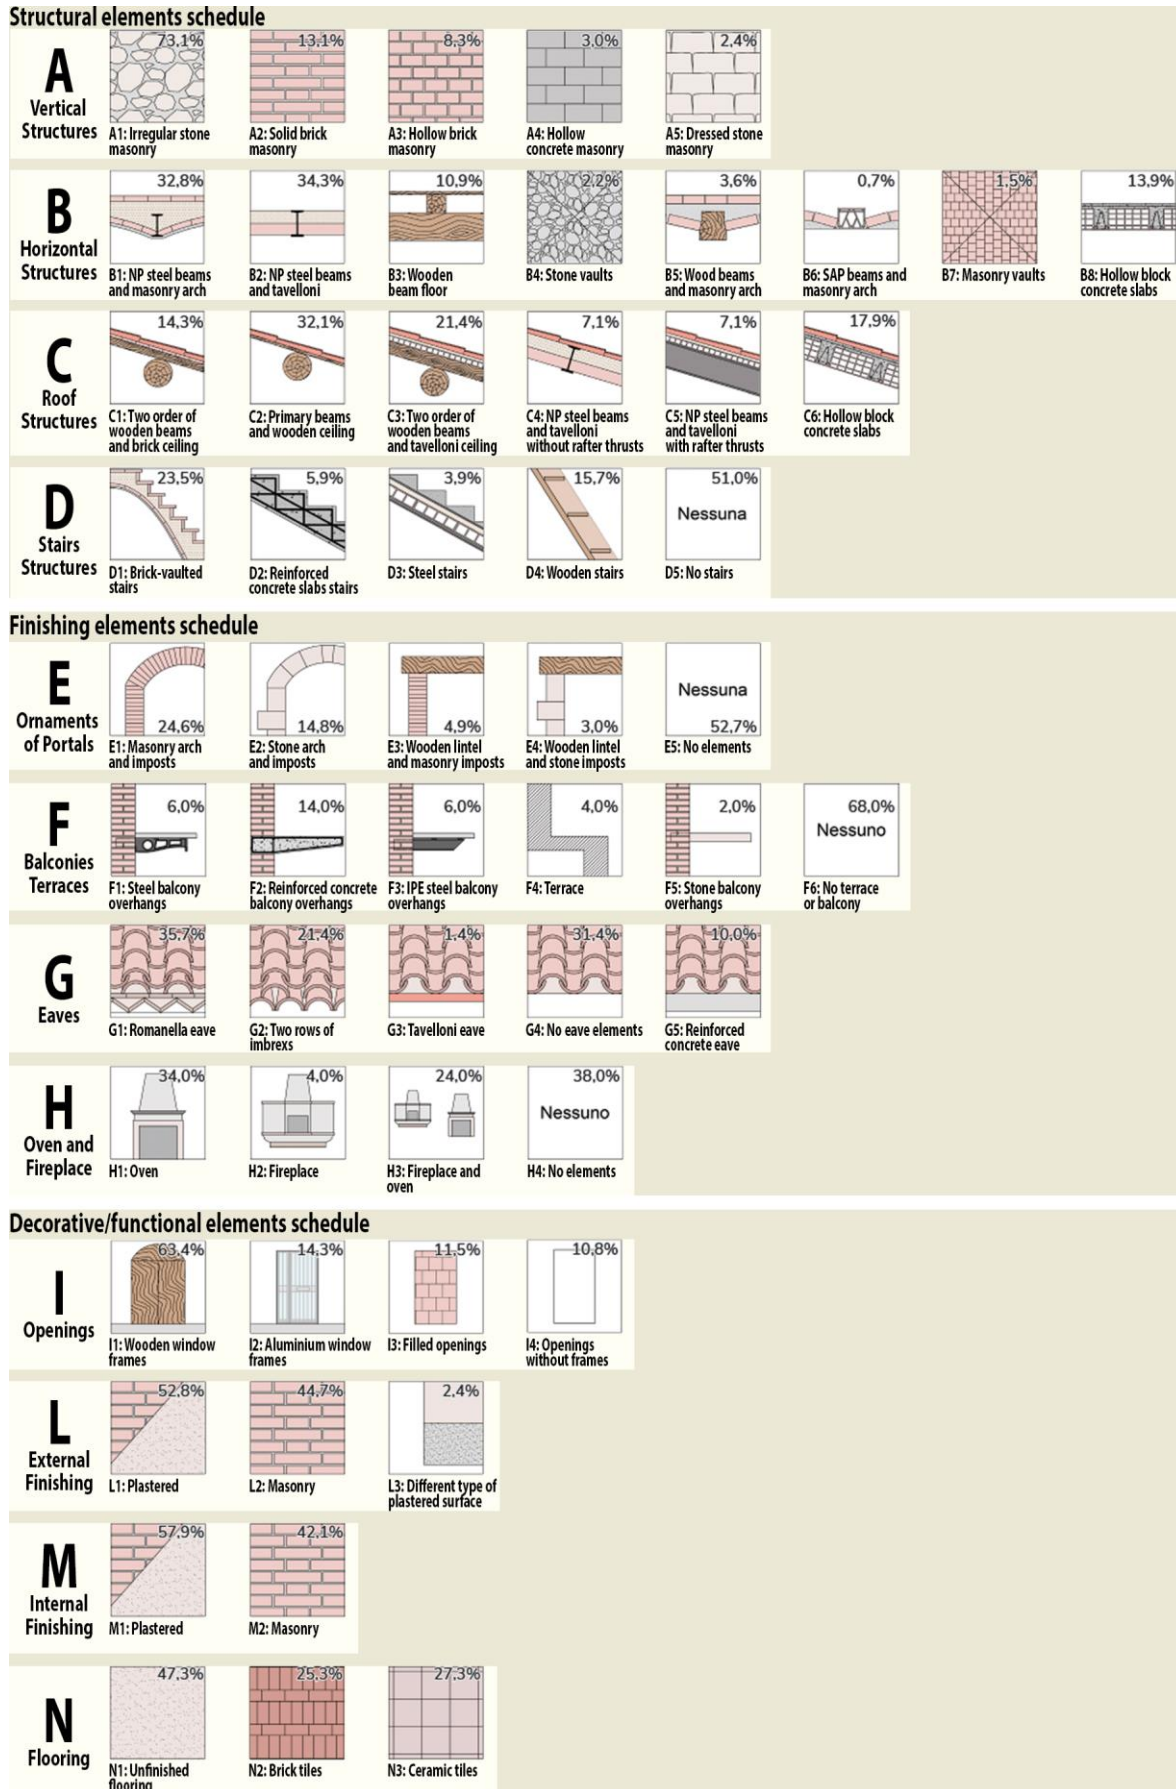 Structural elements schedule
A
Vertical
Structures
73,1%
A1: Irregular stone
masonry
13,1%
A2: Solid brick
masonry
8,3%
A3: Hollow brick
masonry
3,0%
A4: Hollow
concrete masonry
2,4%
A5: Dressed stone
masonry
B
Horizontal
Structures
32,8%
B1: NP steel beams
and masonry arch
34,3%
B2: NP steel beams
and tavelloni
10,9%
B3: Wooden
beam floor
2,2%
B4: Stone vaults
3,6%
B5: Wood beams
and masonry arch
0,7%
B6: SAP beams and
masonry arch
1,5%
B7: Masonry vaults
13,9%
B8: Hollow block
concrete slabs
C
Roof
Structures
14,3%
C1: Two order of
wooden beams
and brick ceiling
32,1%
C2: Primary beams
and wooden ceiling
21,4%
C3: Two order of
wooden beams
and tavelloni ceiling
7,1%
C4: NP steel beams
and tavelloni
without rafter thrusts
7,1%
C5: NP steel beams
and tavelloni
with rafter thrusts
17,9%
C6: Hollow block
concrete slabs
D
Stairs
Structures
23,5%
D1: Brick-vaulted
stairs
5,9%
D2: Reinforced
concrete slabs stairs
3,9%
D3: Steel stairs
15,7%
D4: Wooden stairs
51,0%
Nessuna
D5: No stairs
Finishing elements schedule
E
Ornaments
of Portals
24,6%
E1: Masonry arch
and imposts
14,8%
E2: Stone arch
and imposts
4,9%
E3: Wooden lintel
and masonry imposts
3,0%
E4: Wooden lintel
and stone imposts
Nessuna
52,7%
E5: No elements
F
Balconies
Terraces
6,0%
F1: Steel balcony
overhangs
14,0%
F2: Reinforced concrete
balcony overhangs
6,0%
F3: IPE steel balcony
overhangs
4,0%
F4: Terrace
2,0%
F5: Stone balcony
overhangs
68,0%
Nessuno
F6: No terrace
or balcony
G
Eaves
35,7%
G1: Romanella eave
21,4%
G2: Two rows of
imbrexs
1,4%
G3: Tavelloni eave
31,4%
G4: No eave elements
10,0%
G5: Reinforced
concrete eave
H
Oven and
Fireplace
34,0%
H1: Oven
4,0%
H2: Fireplace
24,0%
H3: Fireplace and
oven
38,0%
Nessuno
H4: No elements
Decorative/functional elements schedule
I
Openings
63,4%
I1: Wooden window
frames
14,3%
I2: Aluminium window
frames
11,5%
I3: Filled openings
10,8%
I4: Openings
without frames
L
External
Finishing
52,8%
L1: Plastered
44,7%
L2: Masonry
2,4%
L3: Different type of
plastered surface
M
Internal
Finishing
57,9%
M1: Plastered
42,1%
M2: Masonry
N
Flooring
47,3%
N1: Unfinished
flooring
25,3%
N2: Brick tiles
27,3%
N3: Ceramic tiles